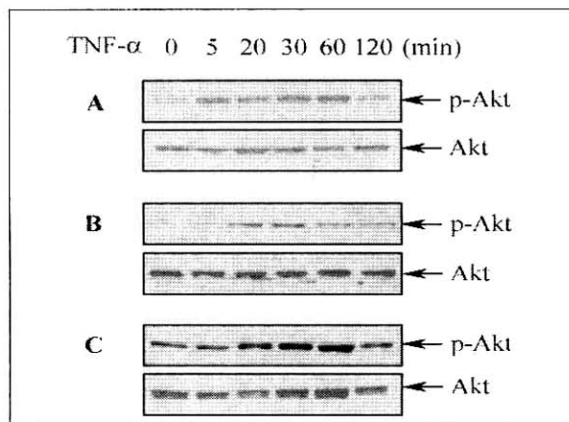 TNF-α 0 5 20 30 60 120 (min)
A p-Akt
Akt
B p-Akt
Akt
C p-Akt
Akt